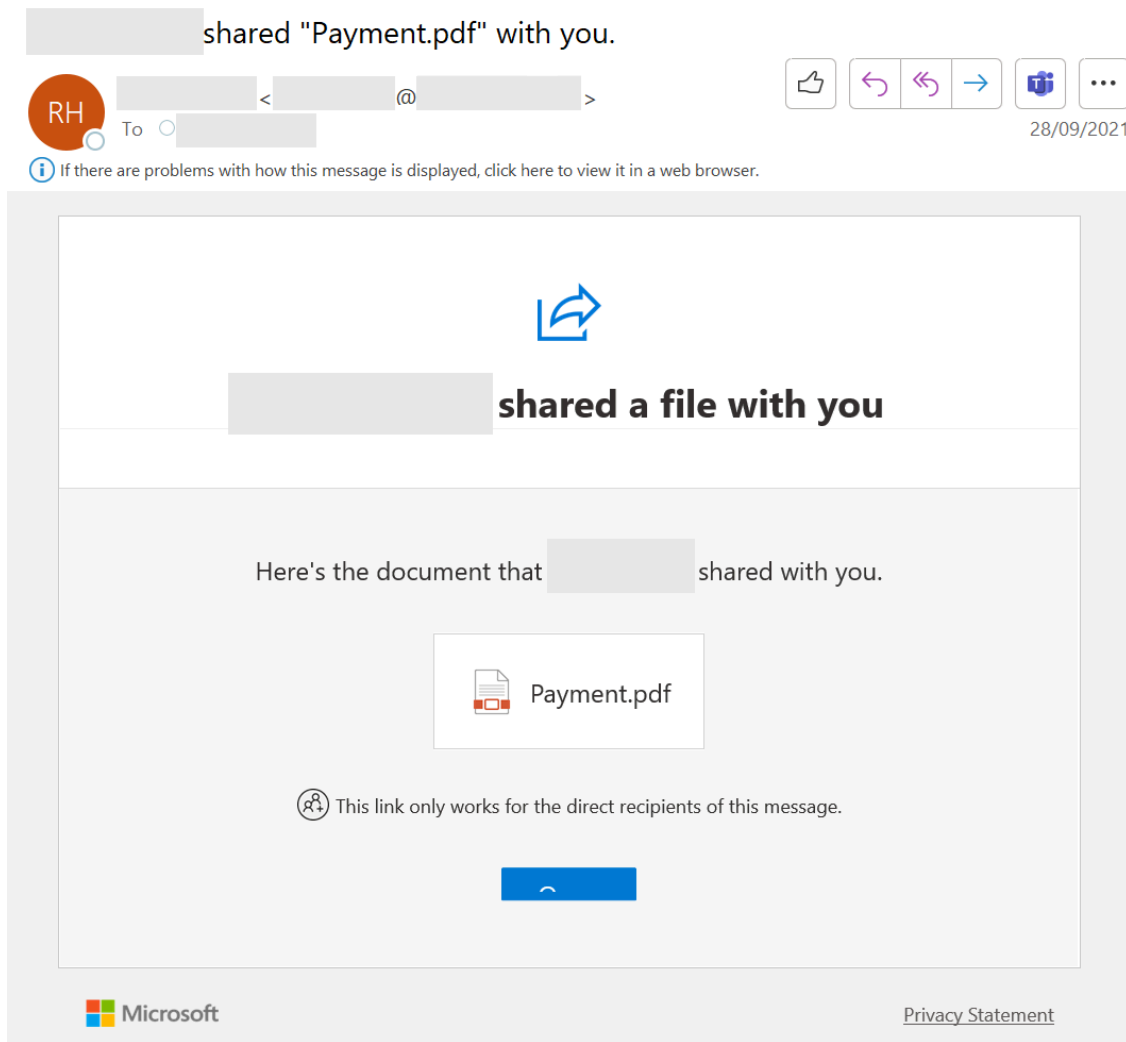 shared "Payment.pdf" with you.
RH
< @ >
To
28/09/2021
If there are problems with how this message is displayed, click here to view it in a web browser.
shared a file with you
Here's the document that shared with you.
Payment.pdf
This link only works for the direct recipients of this message.
Microsoft
Privacy Statement